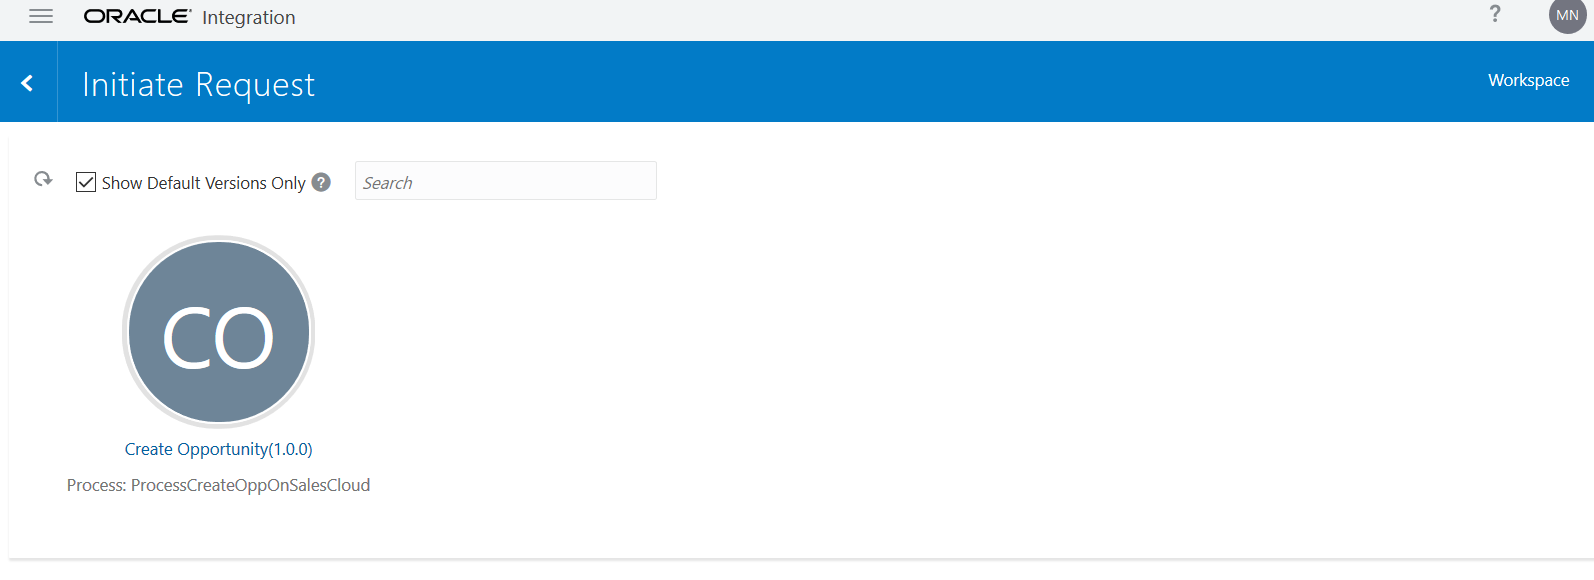 ORACLE® Integration
?
MN
Initiate Request
Workspace
Show Default Versions Only ?
Search
CO
Create Opportunity(1.0.0)
Process: ProcessCreateOppOnSalesCloud